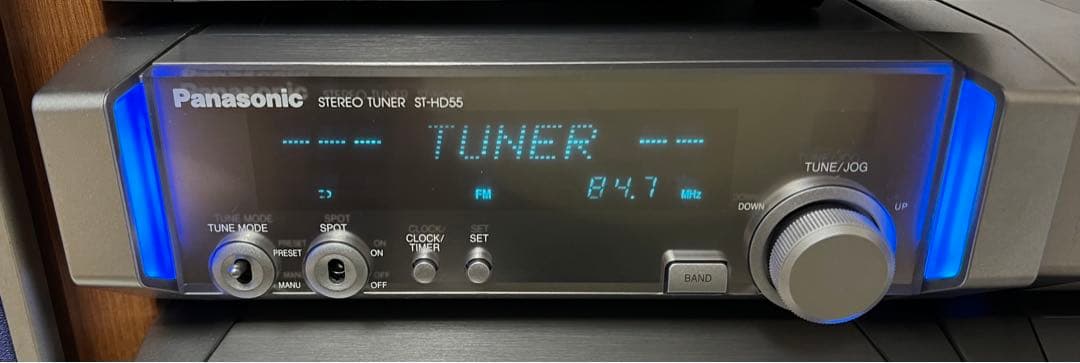 Panasonic STEREO TUNER ST-HD55
--- --- --- TUNER --- ---
FM 84.7 MHz
TUNE/JOG
DOWN UP
TUNE MODE
PRESET
MANU
SPOT
ON
OFF
CLOCK/
TIMER
SET
BAND